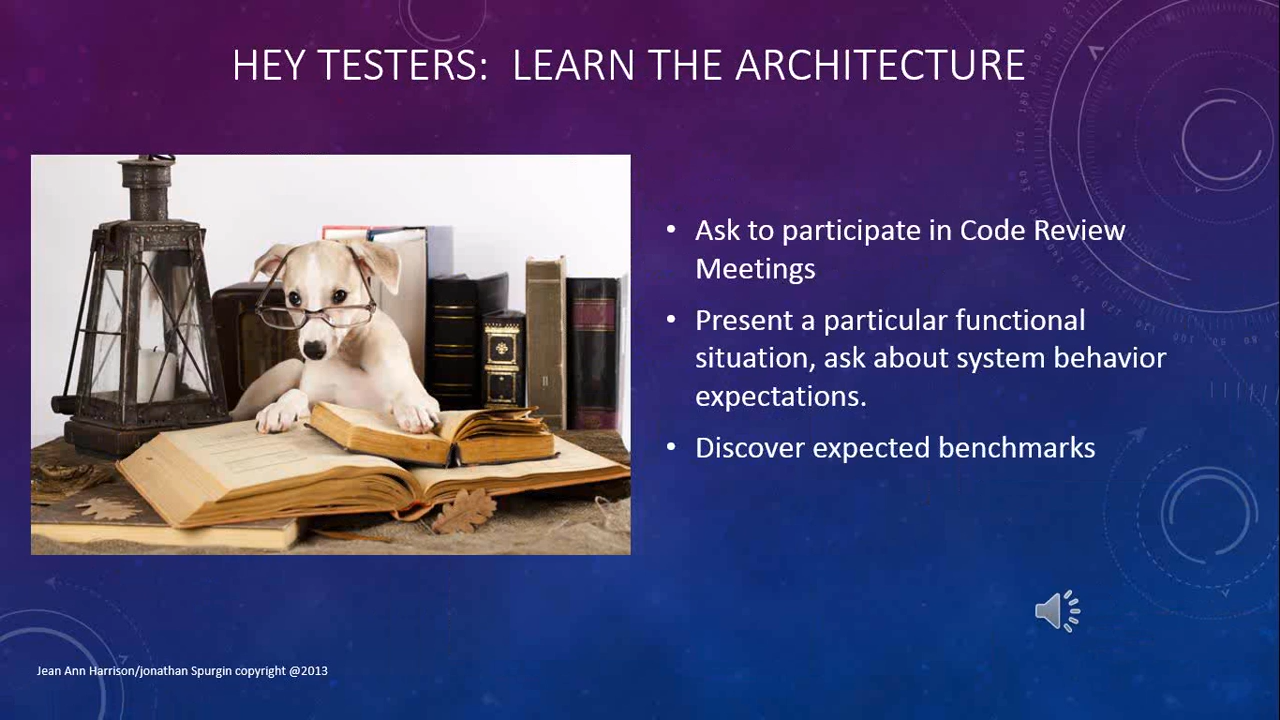 HEY TESTERS: LEARN THE ARCHITECTURE
• Ask to participate in Code Review
Meetings
• Present a particular functional
situation, ask about system behavior
expectations.
• Discover expected benchmarks
Jean Ann Harrison/jonathan Spurgin copyright @2013